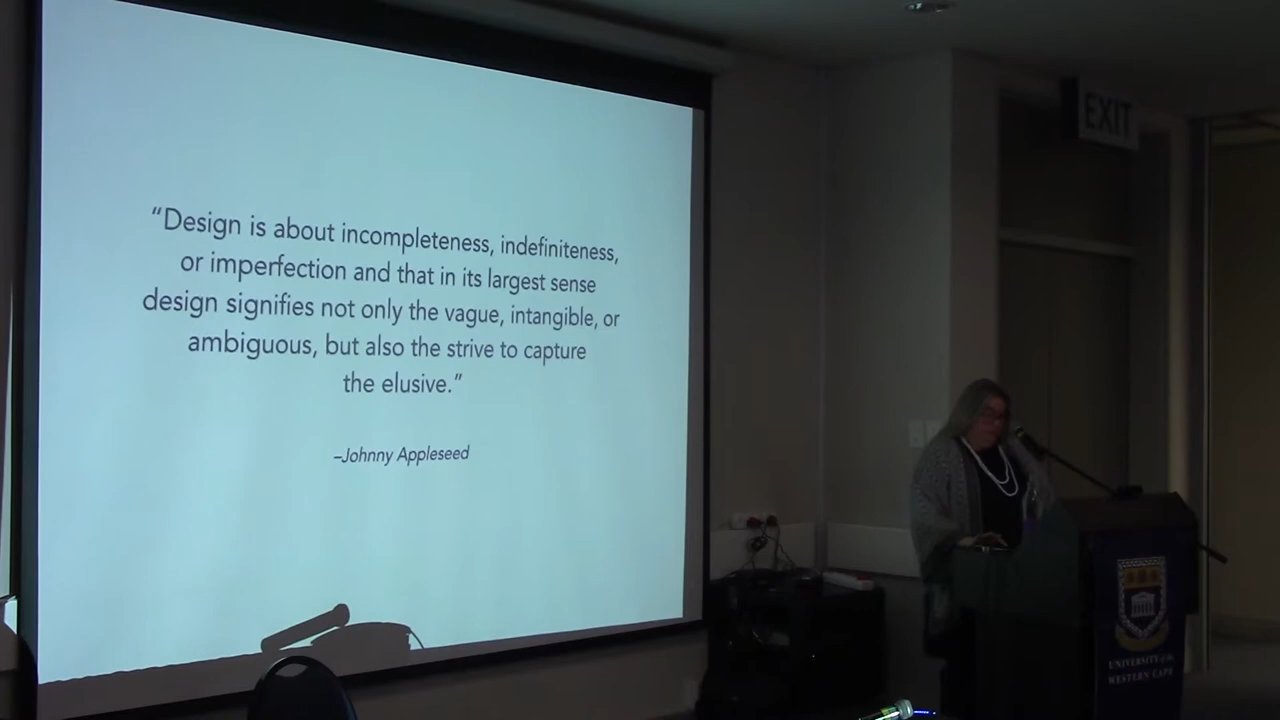 “Design is about incompleteness, indefiniteness,
or imperfection and that in its largest sense
design signifies not only the vague, intangible, or
ambiguous, but also the strive to capture
the elusive.”
–Johnny Appleseed
EXIT
UNIVERSITY of the
WESTERN CAPE